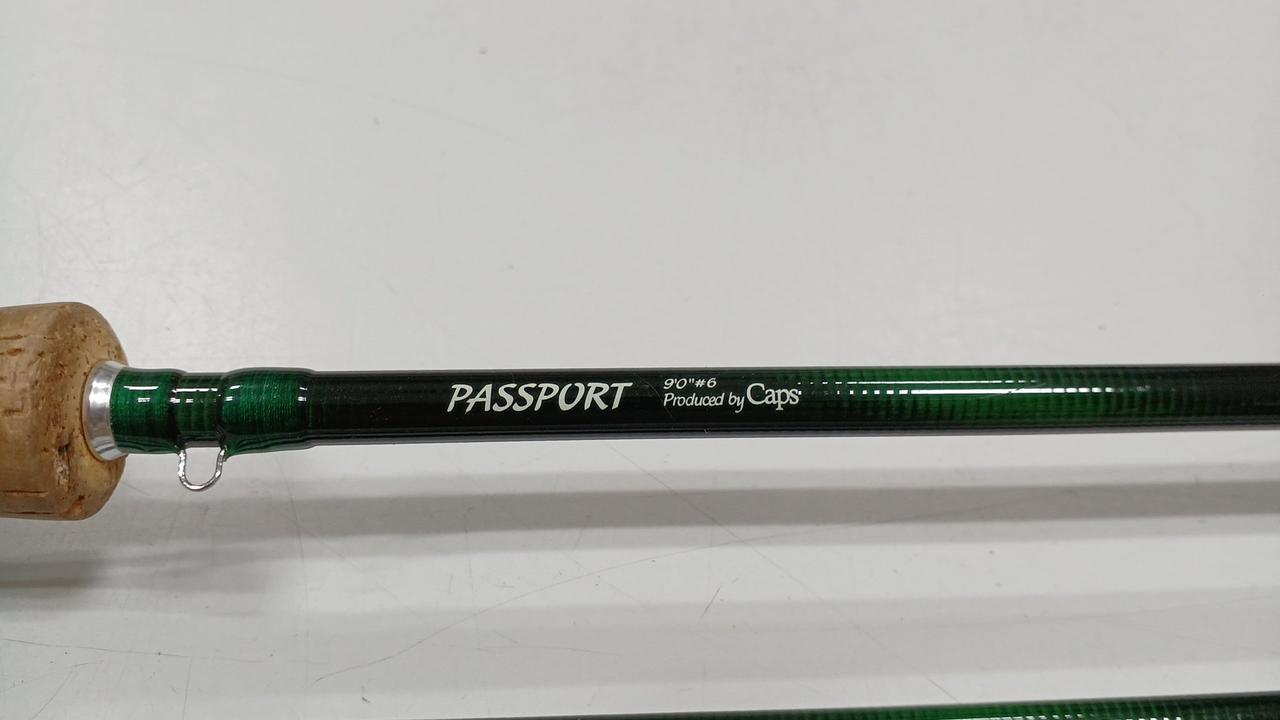 PASSPORT
9'0"#6
Produced by Caps